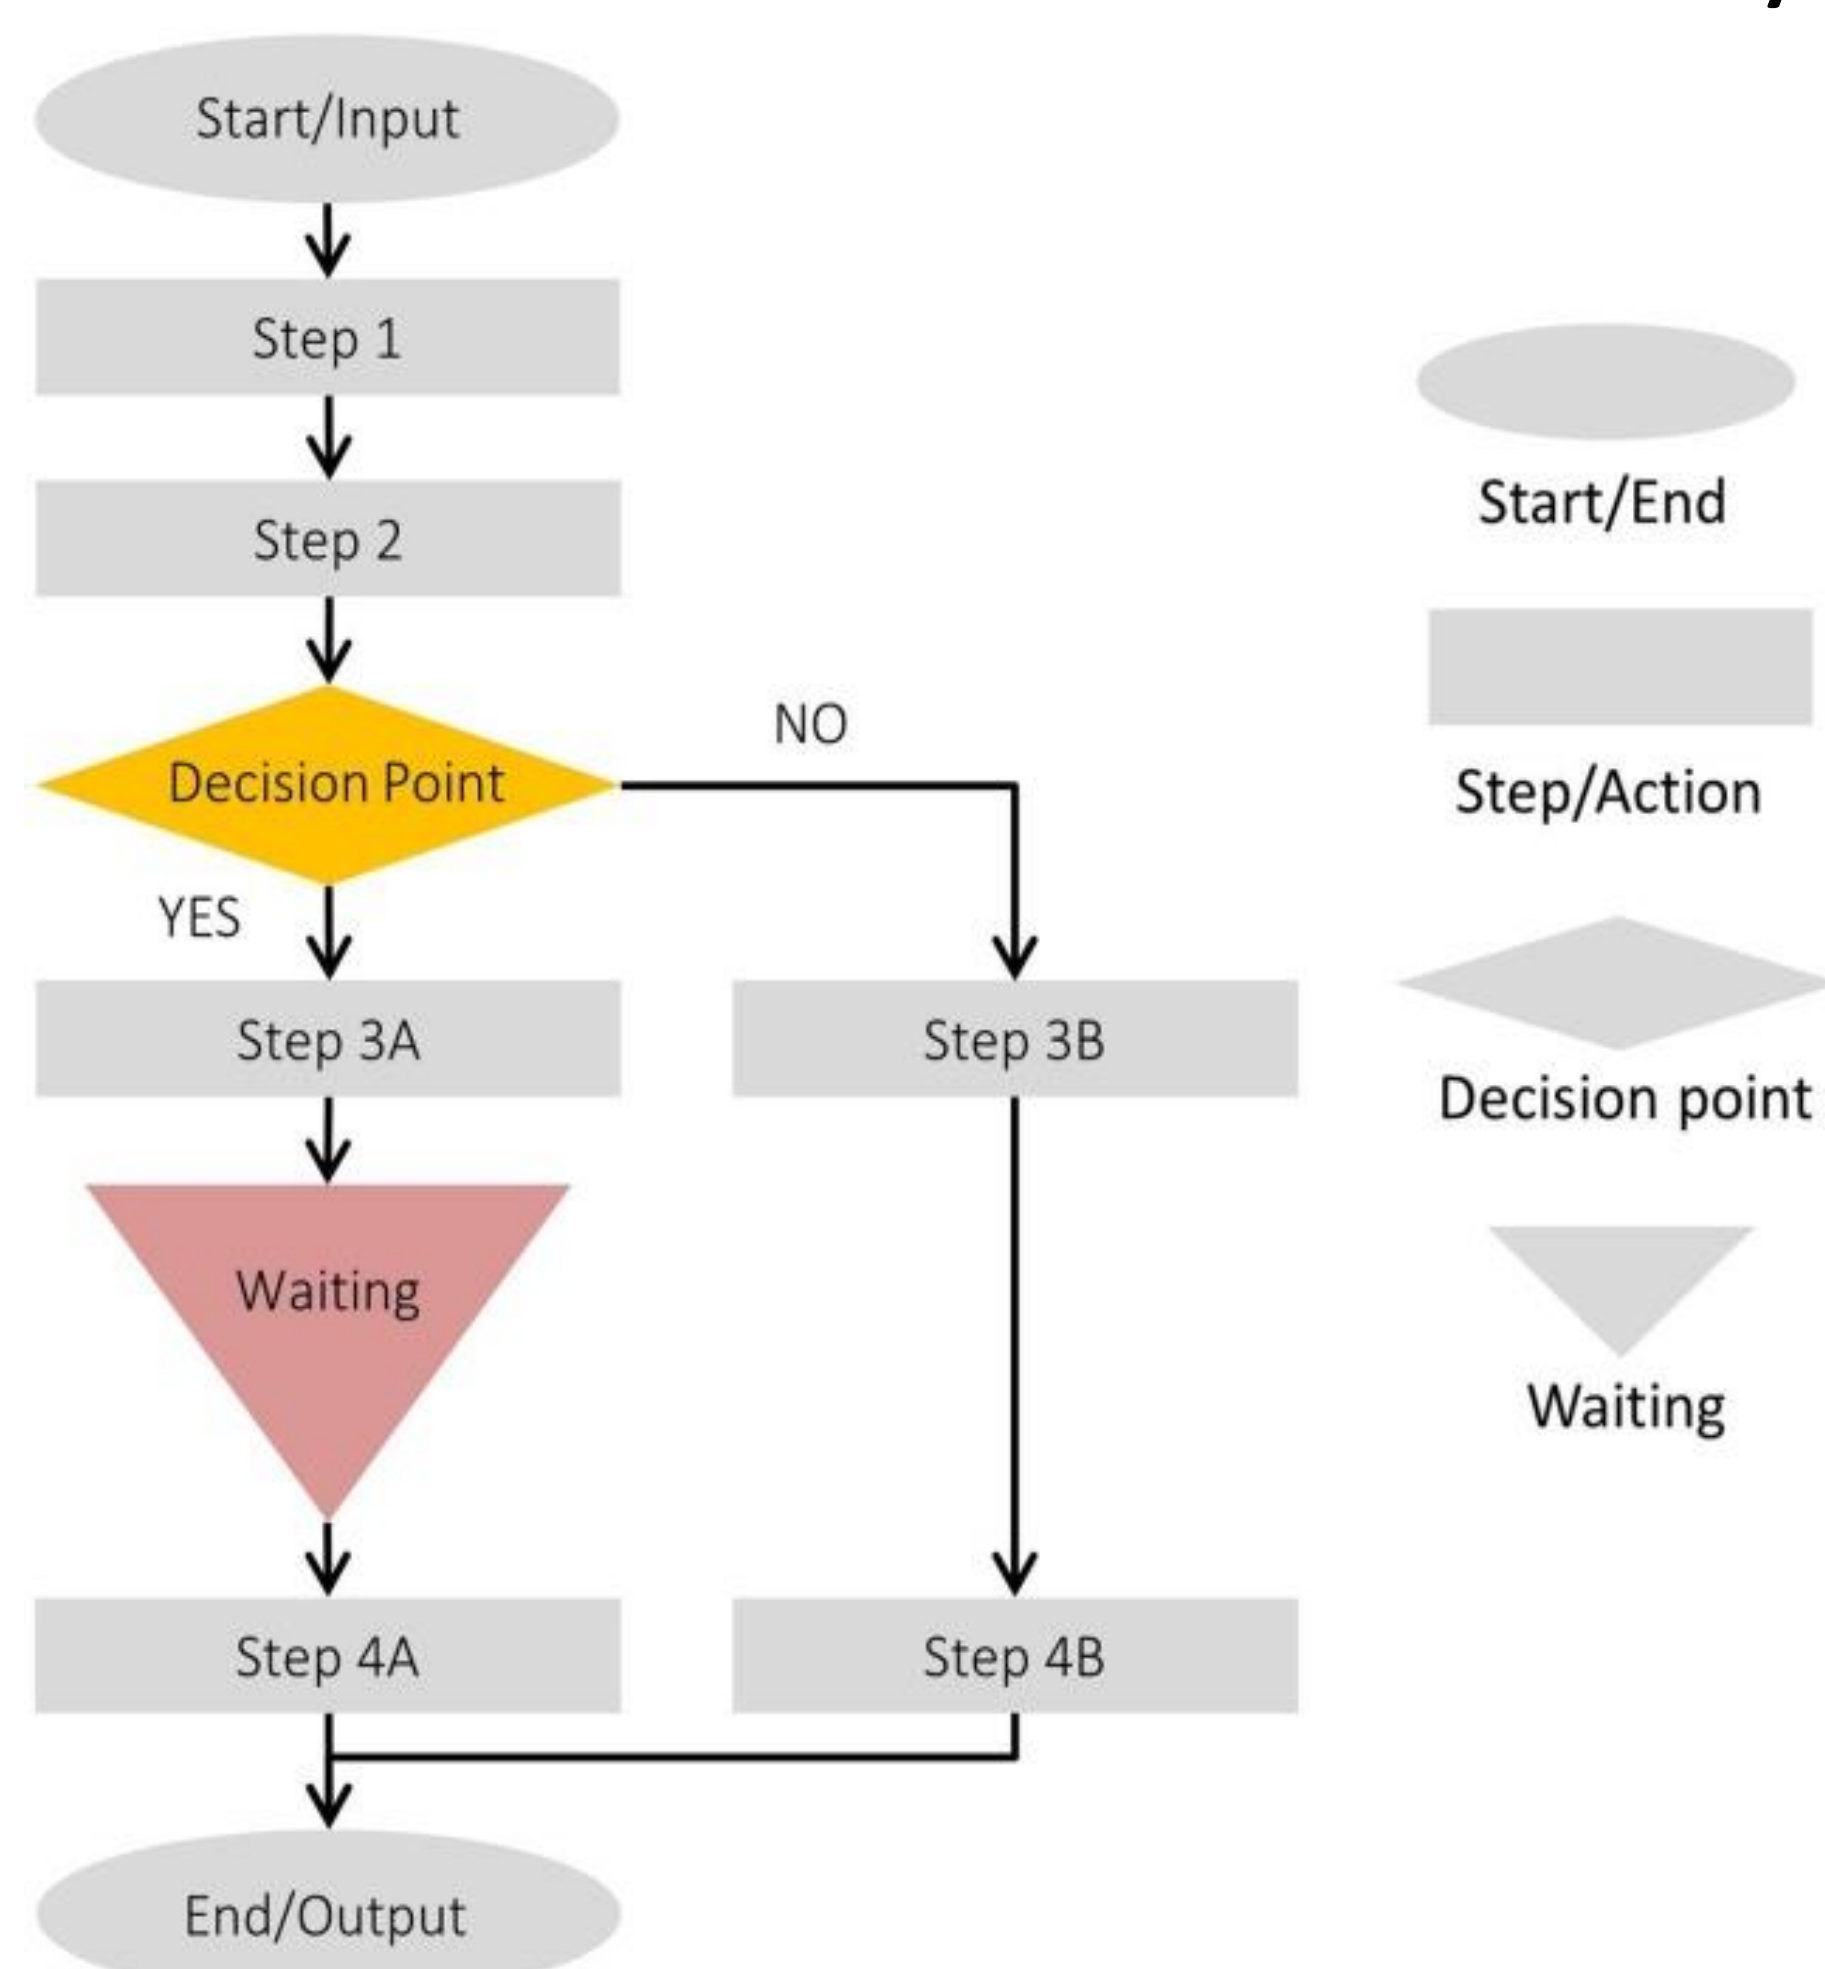 Start/Input
Step 1
Step 2
Decision Point
NO
YES
Step 3A
Step 3B
Waiting
Step 4A
Step 4B
End/Output
Start/End
Step/Action
Decision point
Waiting